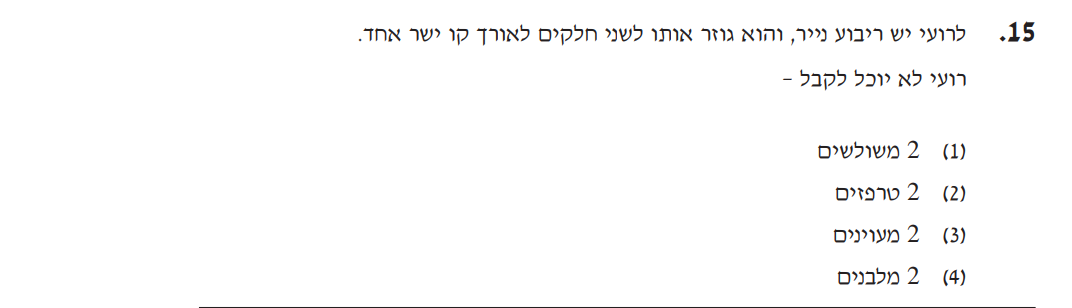 15. לרועי יש ריבוע נייר, והוא גוזר אותו לשני חלקים לאורך קו ישר אחד.
רועי לא יוכל לקבל –
(1) 2 משולשים
(2) 2 טרפזים
(3) 2 מעוינים
(4) 2 מלבנים